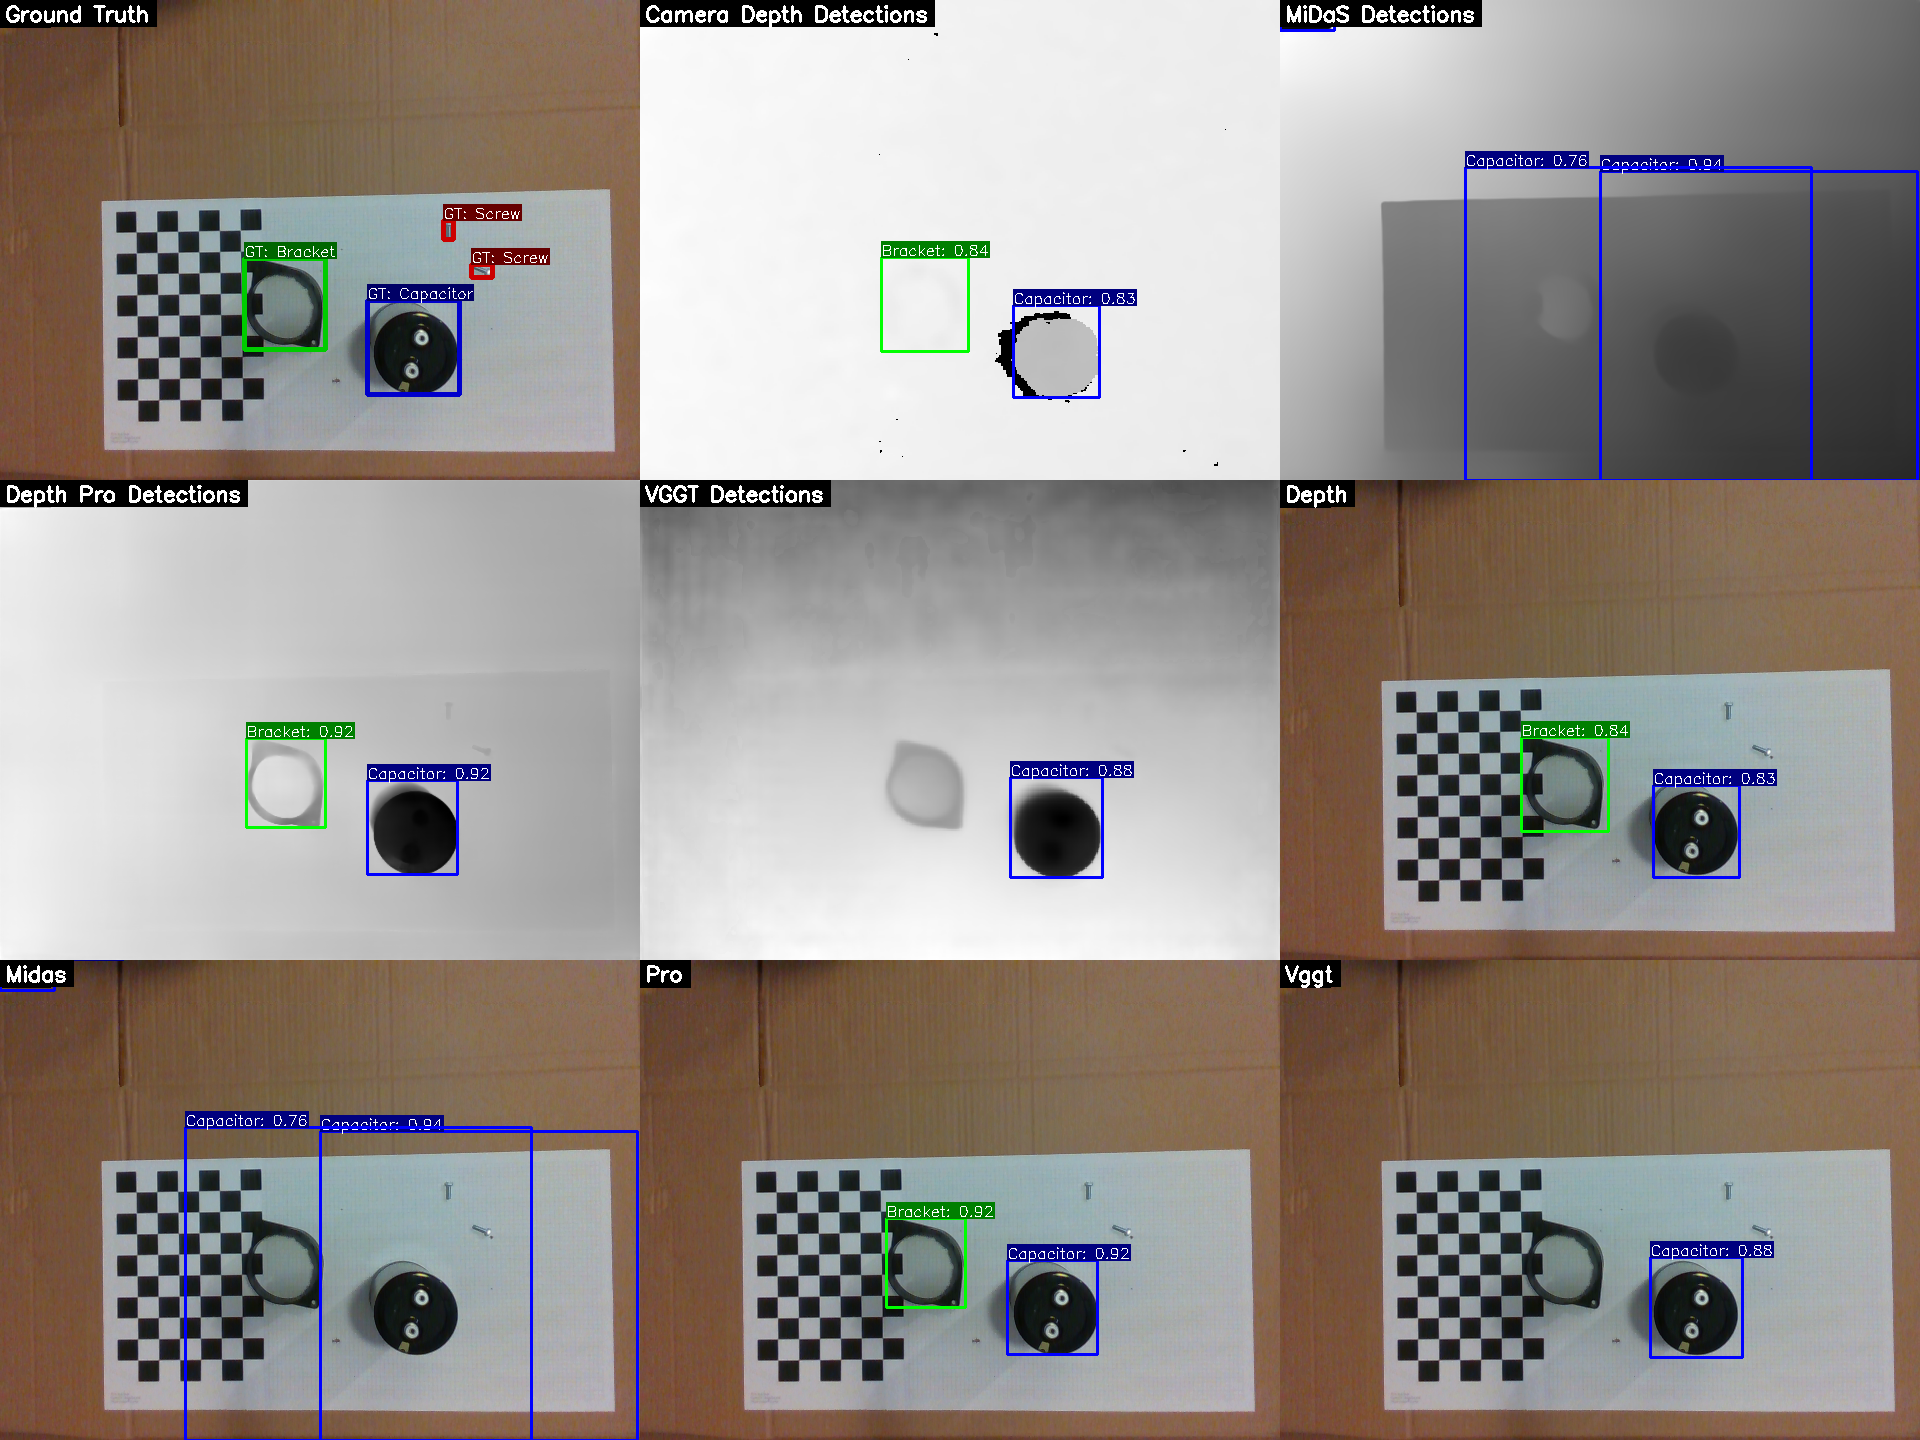 Ground Truth
Camera Depth Detections
MiDaS Detections
GT: Screw
GT: Bracket
GT: Screw
GT: Capacitor
Bracket: 0.84
Capacitor: 0.83
Capacitor: 0.76
Capacitor: 0.94
Depth Pro Detections
VGGT Detections
Depth
Bracket: 0.92
Capacitor: 0.92
Capacitor: 0.88
Bracket: 0.84
Capacitor: 0.83
Midas
Pro
Vggt
Capacitor: 0.76
Capacitor: 0.94
Bracket: 0.92
Capacitor: 0.92
Capacitor: 0.88